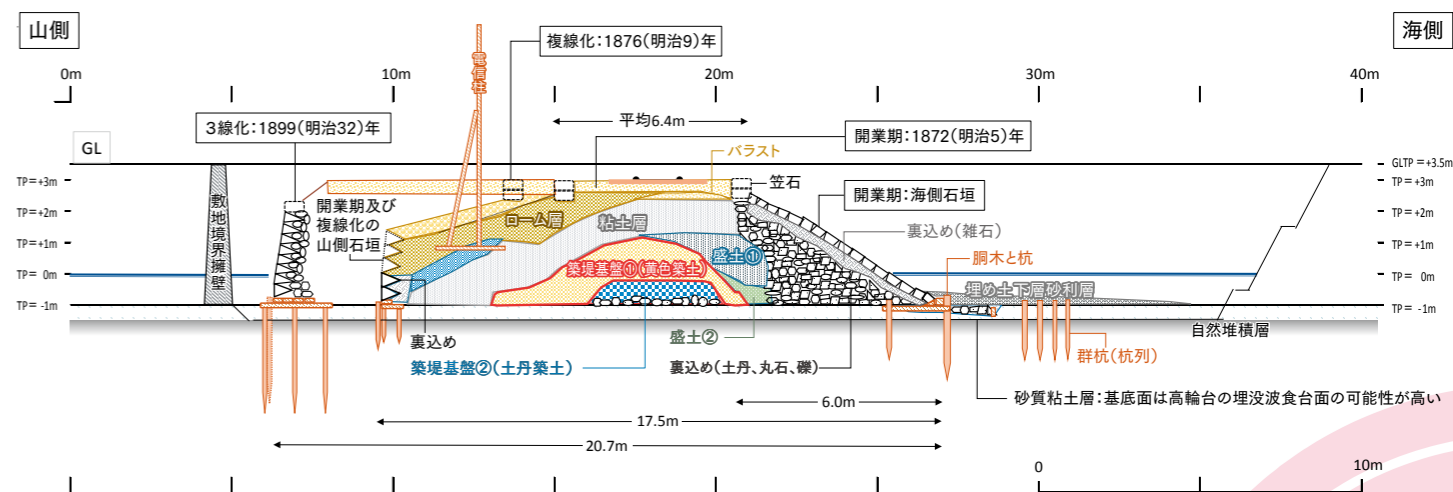 山側
海側
0m
10m
20m
30m
40m
複線化：1876（明治9）年
電信柱
3線化：1899（明治32）年
平均6.4m
開業期：1872（明治5）年
GL
バラスト
GLTP=+3.5m
TP=+3m
TP=+2m
TP=+1m
TP= 0m
TP= -1m
敷地境界擁壁
開業期及び
複線化の
山側石垣
ローム層
粘土層
笠石
開業期：海側石垣
裏込め（雑石）
盛土①
築堤基盤①（黄色築土）
胴木と杭
埋め土下層砂利層
TP=+3m
TP=+2m
TP=+1m
TP= 0m
TP= -1m
自然堆積層
裏込め
築堤基盤②（土丹築土）
盛土②
裏込め（土丹、丸石、礫）
群杭（杭列）
砂質粘土層：基底面は高輪台の埋没波食台面の可能性が高い
6.0m
17.5m
20.7m
0
10m